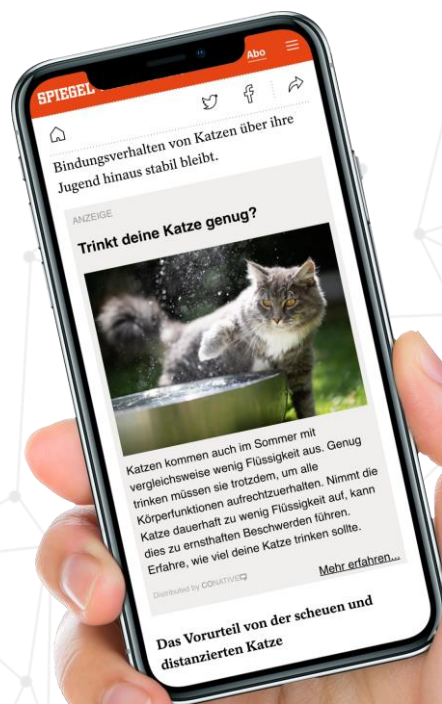 SPIEGEL
Abo
Bindungsverhalten von Katzen über ihre
Jugend hinaus stabil bleibt.
ANZEIGE
Trinkt deine Katze genug?
Katzen kommen auch im Sommer mit
vergleichsweise wenig Flüssigkeit aus. Genug
trinken müssen sie trotzdem, um alle
Körperfunktionen aufrechtzuerhalten. Nimmt die
Katze dauerhaft zu wenig Flüssigkeit auf, kann
dies zu ernsthaften Beschwerden führen.
Erfahre, wie viel deine Katze trinken sollte.
Distributed by CONATIVE
Mehr erfahren...
Das Vorurteil von der scheuen und
distanzierten Katze